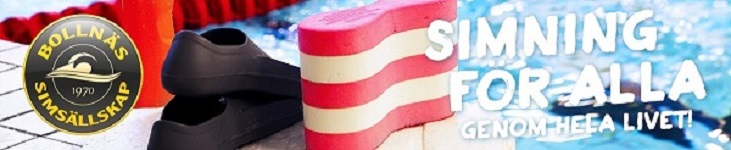 BOLLNÄS
1970
SIMSÄLLSKAP
SIMNING
FÖR ALLA
GENOM HELA LIVET!